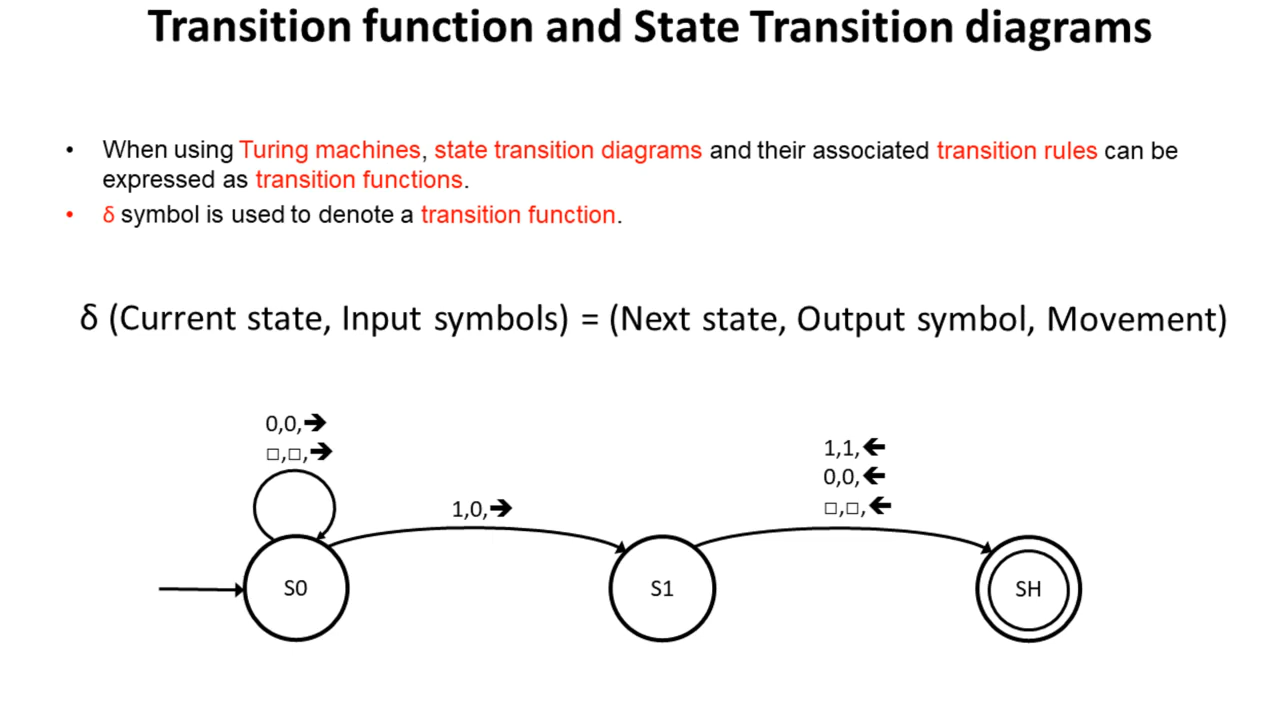 Transition function and State Transition diagrams
• When using Turing machines, state transition diagrams and their associated transition rules can be
expressed as transition functions.
• δ symbol is used to denote a transition function.
δ (Current state, Input symbols) = (Next state, Output symbol, Movement)
0,0,→
□,□,→
1,0,→
1,1,←
0,0,←
□,□,←
S0
S1
SH